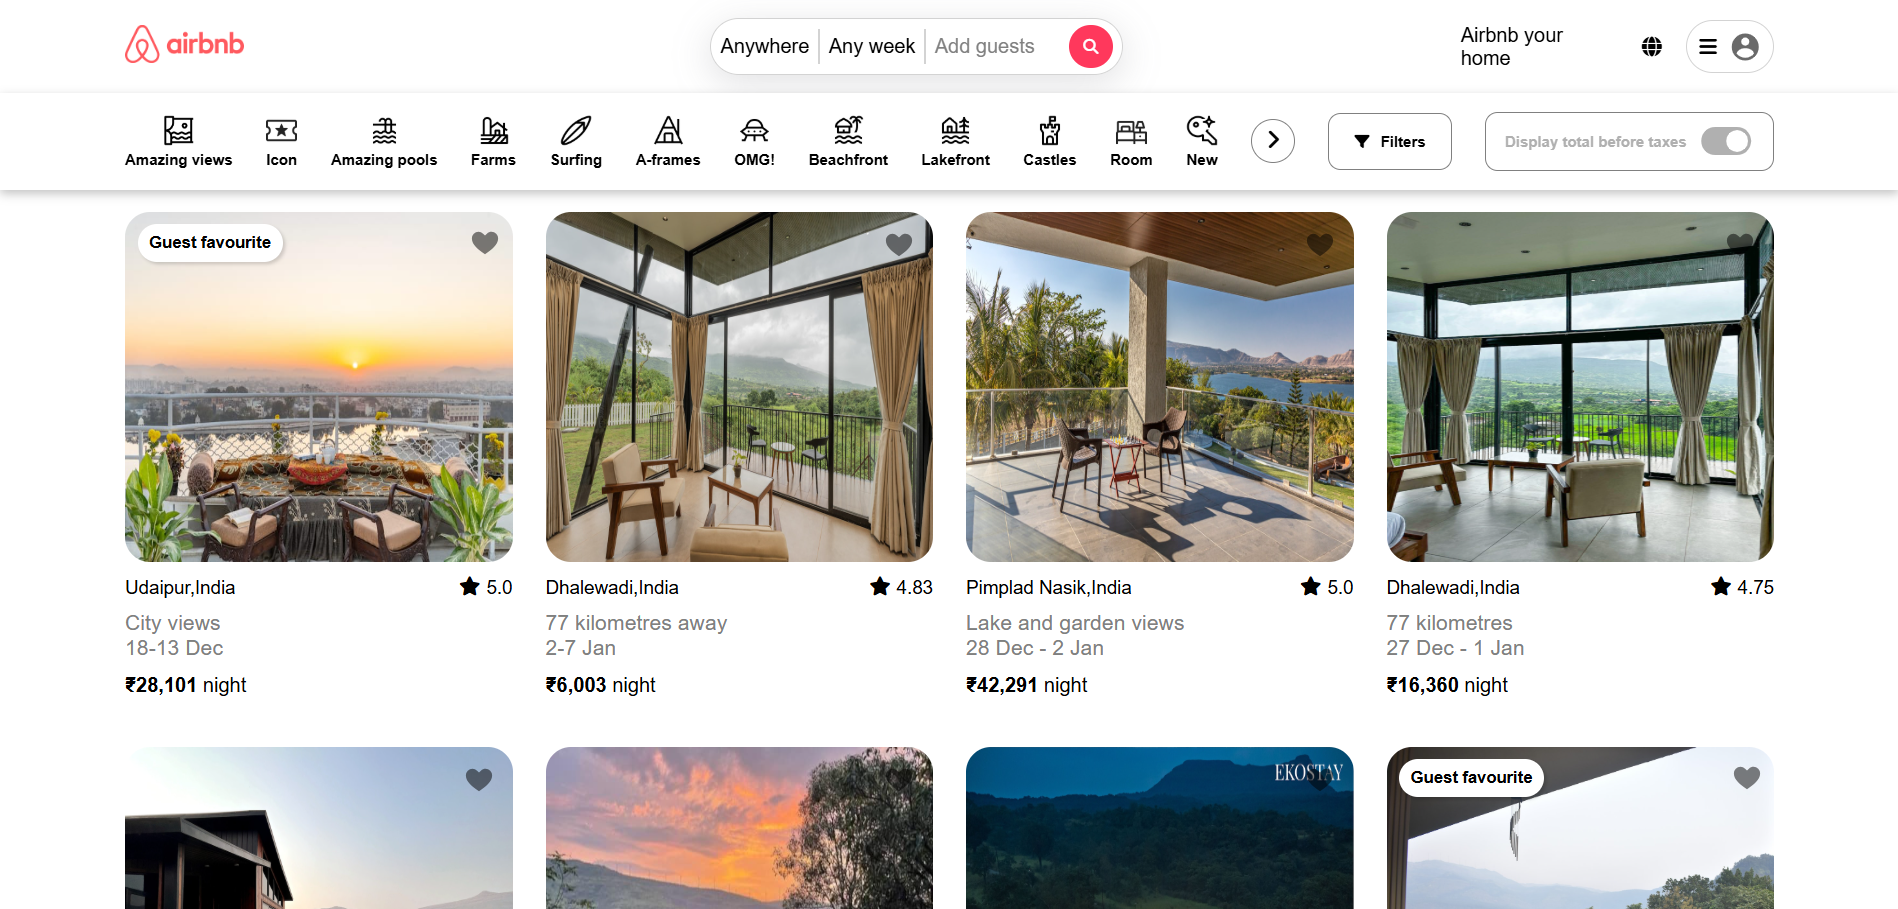 airbnb
Anywhere
Any week
Add guests
Airbnb your
home
Amazing views
Icon
Amazing pools
Farms
Surfing
A-frames
OMG!
Beachfront
Lakefront
Castles
Room
New
Filters
Display total before taxes
Guest favourite
Udaipur,India
5.0
City views
18-13 Dec
₹28,101 night
Dhalewadi,India
4.83
77 kilometres away
2-7 Jan
₹6,003 night
Pimplad Nasik,India
5.0
Lake and garden views
28 Dec - 2 Jan
₹42,291 night
Dhalewadi,India
4.75
77 kilometres
27 Dec - 1 Jan
₹16,360 night
EKOSTAY
Guest favourite